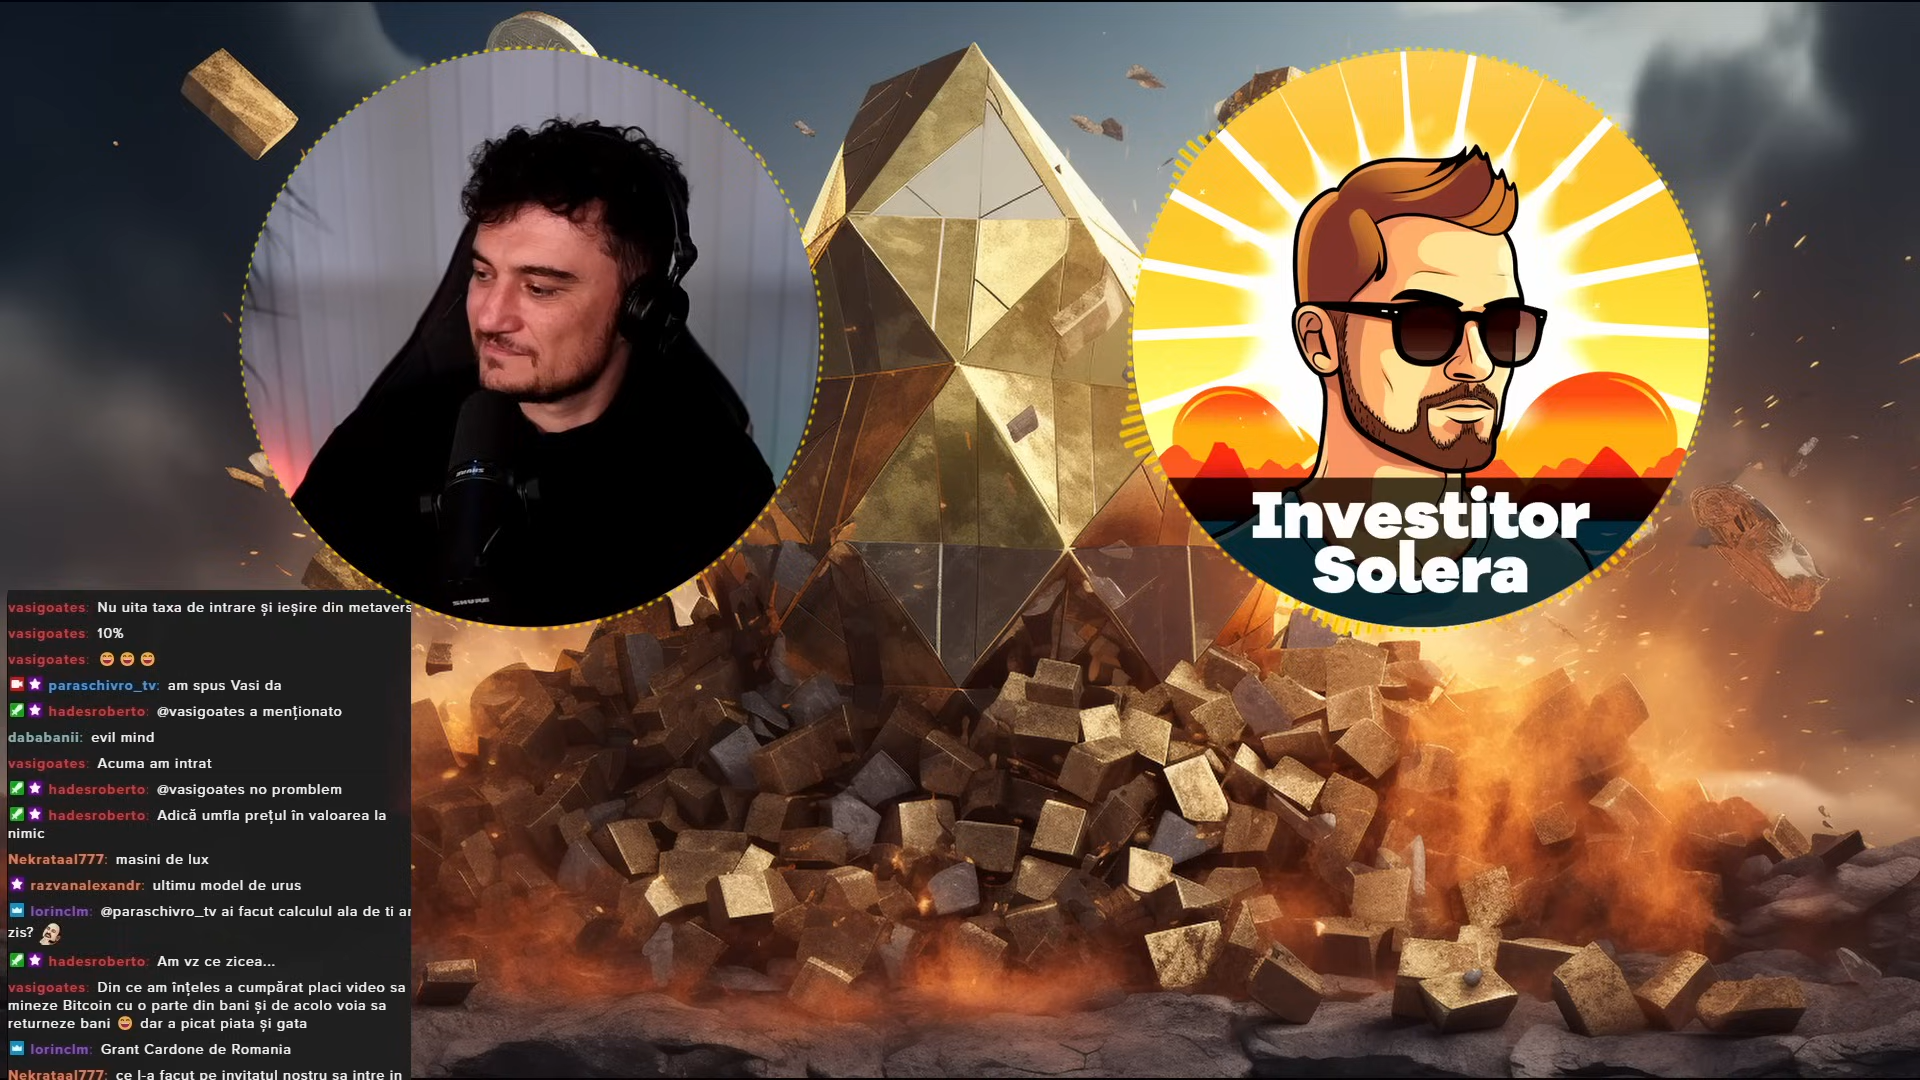 SHURE
SHURE
Investitor
Solera
vasigoates: Nu uita taxa de intrare și ieșire din metavers
vasigoates: 10%
vasigoates: 😄 😄 😄
paraschivro_tv: am spus Vasi da
hadesroberto: @vasigoates a menționato
dababanii: evil mind
vasigoates: Acuma am intrat
hadesroberto: @vasigoates no promblem
hadesroberto: Adică umfla prețul în valoarea la
nimic
Nekrataal777: masini de lux
razvanalexandr: ultimu model de urus
lorinclm: @paraschivro_tv ai facut calculul ala de ti am
zis?
hadesroberto: Am vz ce zicea...
vasigoates: Din ce am înțeles a cumpărat placi video sa
mineze Bitcoin cu o parte din bani și de acolo voia sa
returneze bani 😄 dar a picat piata și gata
lorinclm: Grant Cardone de Romania
Nekrataal777: ce l-a facut pe invitatul nostru sa intre in